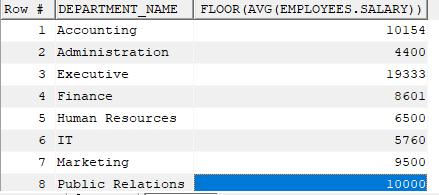 Row # DEPARTMENT_NAME FLOOR(AVG(EMPLOYEES.SALARY))
1 Accounting 10154
2 Administration 4400
3 Executive 19333
4 Finance 8601
5 Human Resources 6500
6 IT 5760
7 Marketing 9500
8 Public Relations 10000